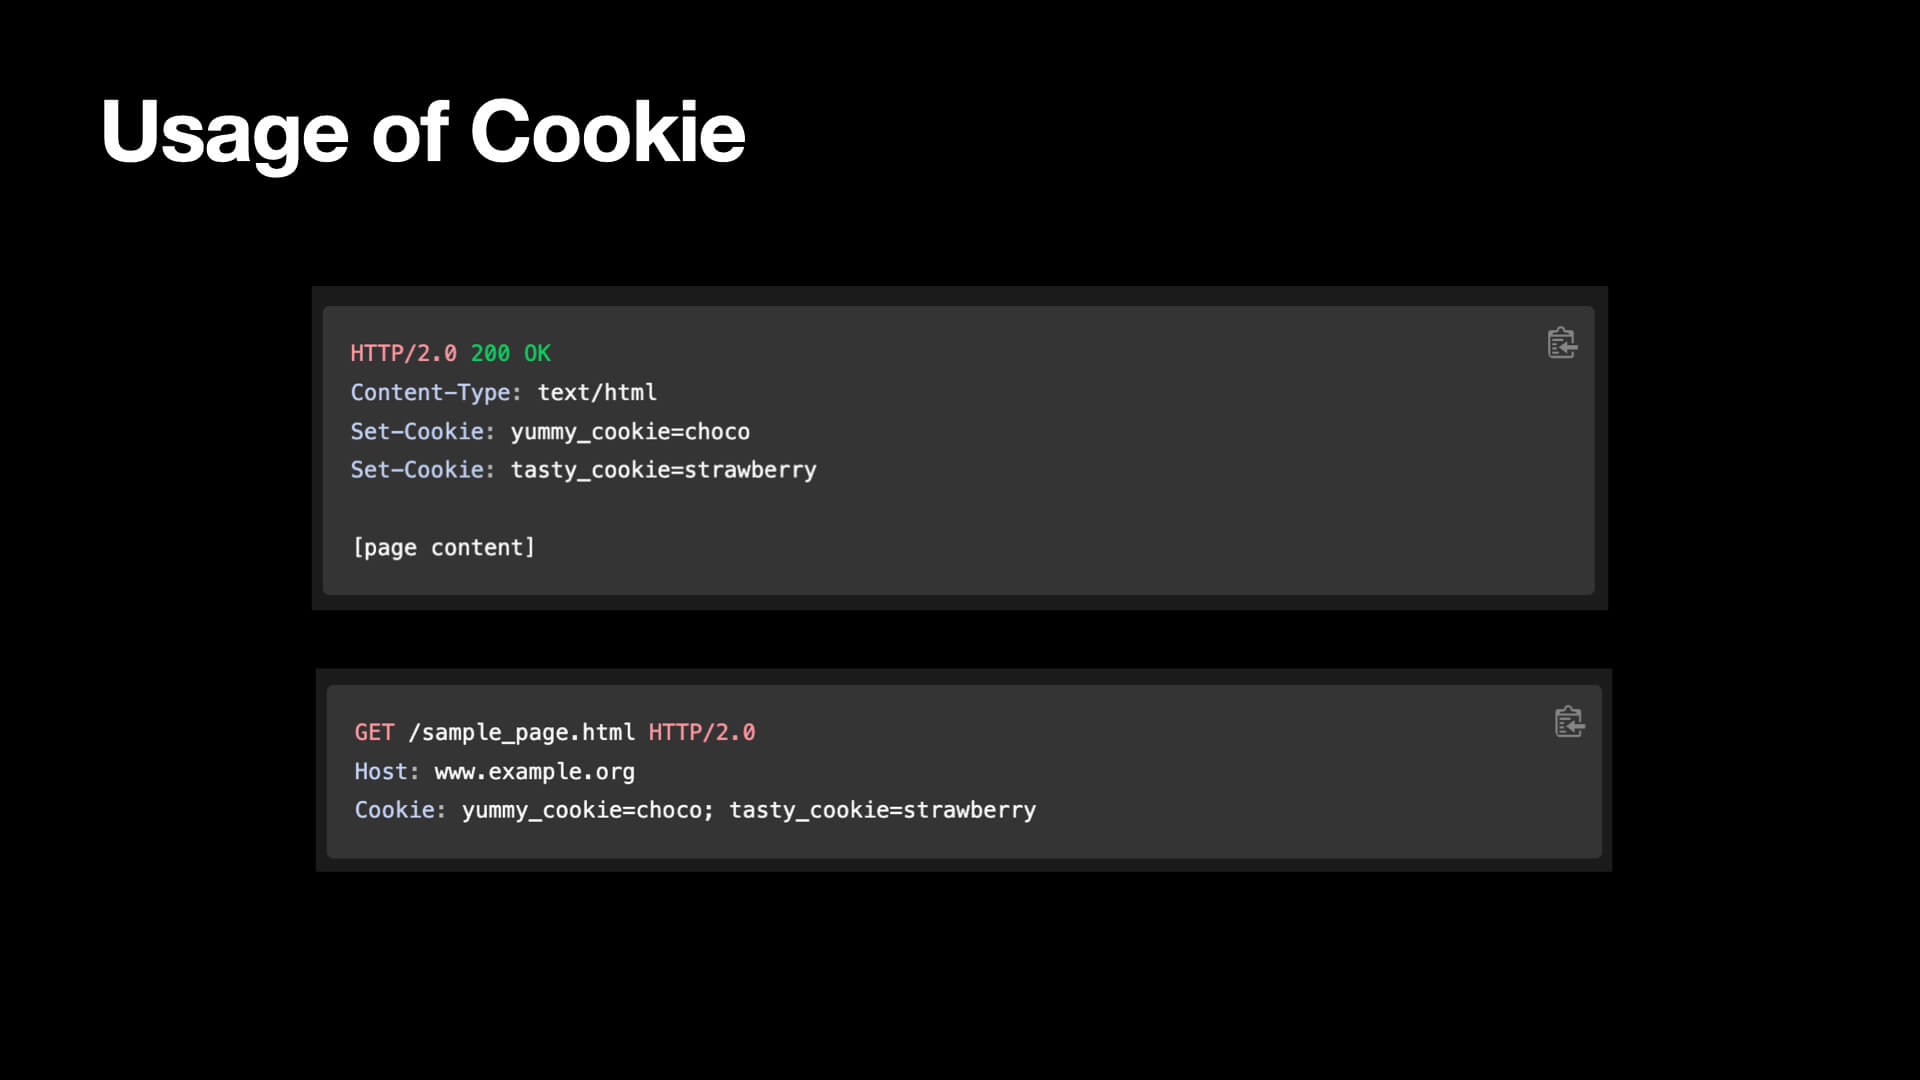 Usage of Cookie
HTTP/2.0 200 OK
Content-Type: text/html
Set-Cookie: yummy_cookie=choco
Set-Cookie: tasty_cookie=strawberry
[page content]
GET /sample_page.html HTTP/2.0
Host: www.example.org
Cookie: yummy_cookie=choco; tasty_cookie=strawberry